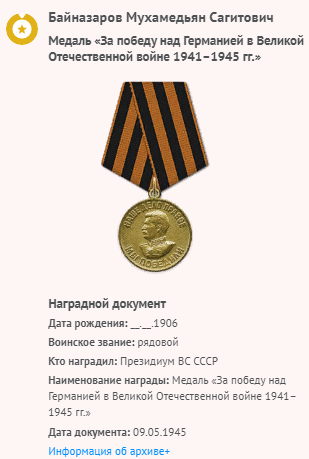 Байназаров Мухамедьян Сагитович
Медаль «За победу над Германией в Великой
Отечественной войне 1941–1945 гг.»
НАШЕ ДЕЛО ПРАВОЕ
МЫ ПОБЕДИЛИ
Наградной документ
Дата рождения: __.__.1906
Воинское звание: рядовой
Кто наградил: Президиум ВС СССР
Наименование награды: Медаль «За победу над
Германией в Великой Отечественной войне 1941–
1945 гг.»
Дата документа: 09.05.1945
Информация об архиве+